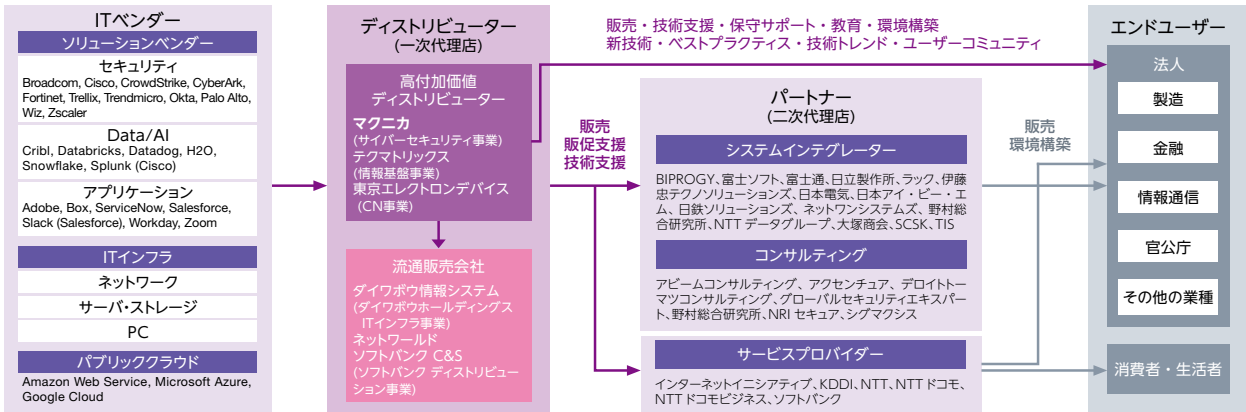 ITベンダー
ソリューションベンダー
セキュリティ
Broadcom, Cisco, CrowdStrike, CyberArk,
Fortinet, Trellix, Trendmicro, Okta, Palo Alto,
Wiz, Zscaler
Data/AI
Cribl, Databricks, Datadog, H2O,
Snowflake, Splunk (Cisco)
アプリケーション
Adobe, Box, ServiceNow, Salesforce,
Slack (Salesforce), Workday, Zoom
ITインフラ
ネットワーク
サーバ・ストレージ
PC
パブリッククラウド
Amazon Web Service, Microsoft Azure,
Google Cloud
ディストリビューター
(一次代理店)
高付加価値
ディストリビューター
マクニカ
(サイバーセキュリティ事業)
テクマトリックス
(情報基盤事業)
東京エレクトロンデバイス
(CN事業)
流通販売会社
ダイワボウ情報システム
(ダイワボウホールディングス
ITインフラ事業)
ネットワールド
ソフトバンク C&S
(ソフトバンク ディストリビュー
ション事業)
販売・技術支援・保守サポート・教育・環境構築
新技術・ベストプラクティス・技術トレンド・ユーザーコミュニティ
販売
販促支援
技術支援
パートナー
(二次代理店)
システムインテグレーター
BIPROGY、富士ソフト、富士通、日立製作所、ラック、伊藤
忠テクノソリューションズ、日本電気、日本アイ・ビー・エ
ム、日鉄ソリューションズ、ネットワンシステムズ、野村総
合研究所、NTT データグループ、大塚商会、SCSK、TIS
コンサルティング
アビームコンサルティング、アクセンチュア、デロイトトー
マツコンサルティング、グローバルセキュリティエキスパー
ト、野村総合研究所、NRI セキュア、シグマクシス
サービスプロバイダー
インターネットイニシアティブ、KDDI、NTT、NTT ドコモ、
NTT ドコモビジネス、ソフトバンク
販売
環境構築
エンドユーザー
法人
製造
金融
情報通信
官公庁
その他の業種
消費者・生活者